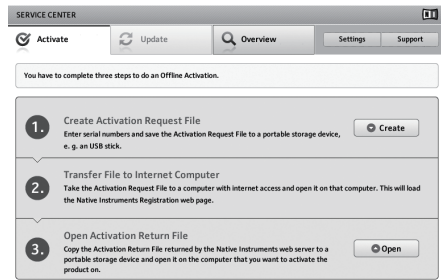 SERVICE CENTER
Activate
Update
Overview
Settings
Support
You have to complete three steps to do an Offline Activation.
1.
Create Activation Request File
Enter serial numbers and save the Activation Request File to a portable storage device,
e. g. an USB stick.
Create
2.
Transfer File to Internet Computer
Take the Activation Request File to a computer with internet access and open it on that computer. This will load
the Native Instruments Registration web page.
3.
Open Activation Return File
Copy the Activation Return File returned by the Native Instruments web server to a
portable storage device and open it on the computer that you want to activate the
product on.
Open